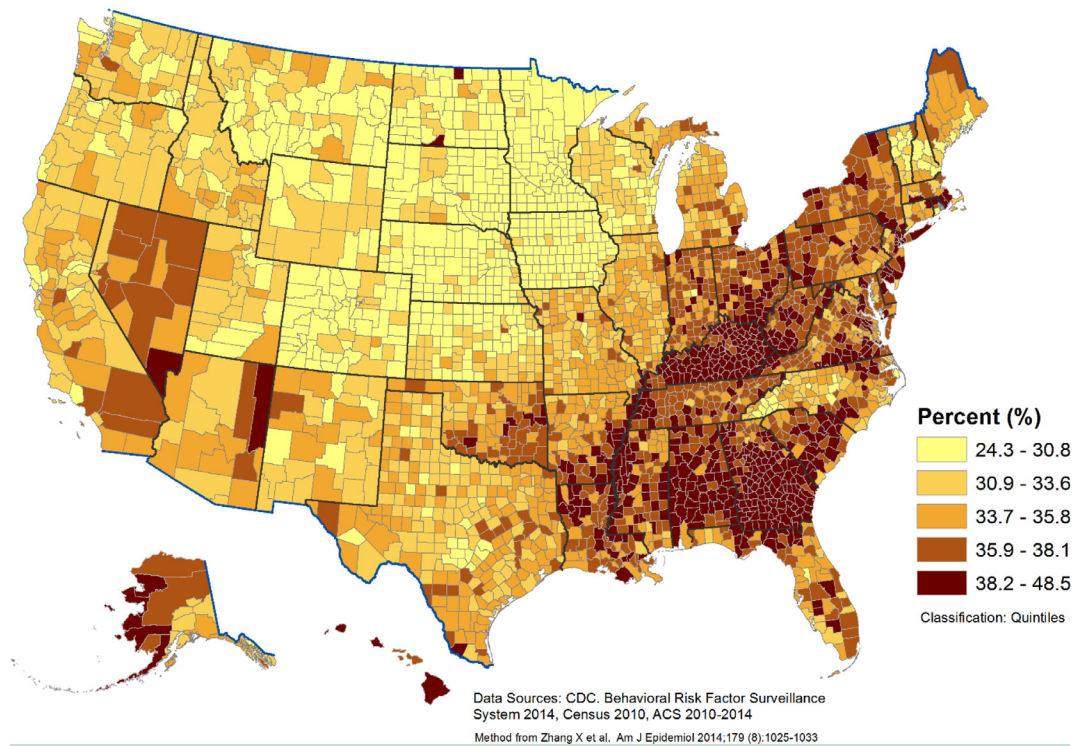 Percent (%)
24.3 - 30.8
30.9 - 33.6
33.7 - 35.8
35.9 - 38.1
38.2 - 48.5
Classification: Quintiles
Data Sources: CDC. Behavioral Risk Factor Surveillance
System 2014, Census 2010, ACS 2010-2014
Method from Zhang X et al. Am J Epidemiol 2014;179 (8):1025-1033